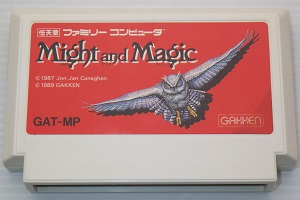 任天堂 ファミリー コンピュータ
Might and Magic
© 1987 Jon Van Caneghen
© 1989 GAKKEN
GAT-MP
GAKKEN